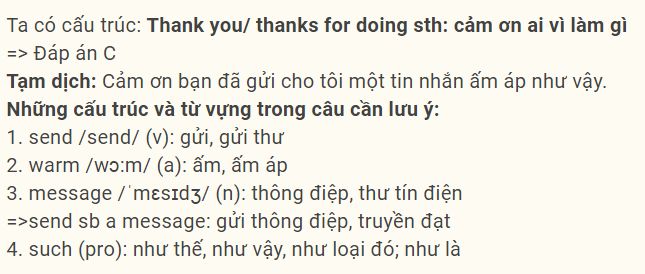 Ta có cấu trúc: Thank you/ thanks for doing sth: cảm ơn ai vì làm gì
=> Đáp án C
Tạm dịch: Cảm ơn bạn đã gửi cho tôi một tin nhắn ấm áp như vậy.
Những cấu trúc và từ vựng trong câu cần lưu ý:
1. send /send/ (v): gửi, gửi thư
2. warm /wɔ:m/ (a): ấm, ấm áp
3. message /ˈmɛsɪdʒ/ (n): thông điệp, thư tín điện
=>send sb a message: gửi thông điệp, truyền đạt
4. such (pro): như thế, như vậy, như loại đó; như là